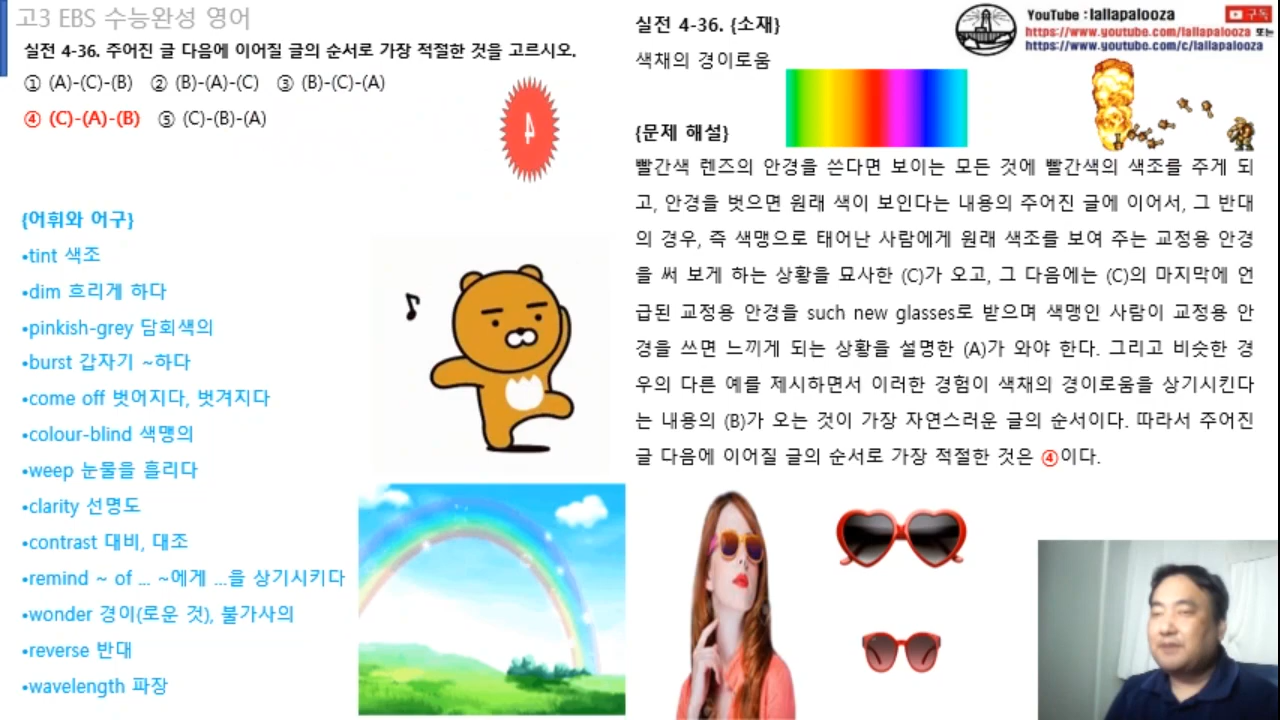 고3 EBS 수능완성 영어
실전 4-36. 주어진 글 다음에 이어질 글의 순서로 가장 적절한 것을 고르시오.
① (A)-(C)-(B) ② (B)-(A)-(C) ③ (B)-(C)-(A)
④ (C)-(A)-(B) ⑤ (C)-(B)-(A)
4
{어휘와 어구}
•tint 색조
•dim 흐리게 하다
•pinkish-grey 담회색의
•burst 갑자기 ~하다
•come off 벗어지다, 벗겨지다
•colour-blind 색맹의
•weep 눈물을 흘리다
•clarity 선명도
•contrast 대비, 대조
•remind ~ of ... ~에게 ...을 상기시키다
•wonder 경이(로운 것), 불가사의
•reverse 반대
•wavelength 파장
실전 4-36. {소재}
색채의 경이로움
YouTube : lallapalooza
구독
https://www.youtube.com/lallapalooza 또는
https://www.youtube.com/c/lallapalooza
{문제 해설}
빨간색 렌즈의 안경을 쓴다면 보이는 모든 것에 빨간색의 색조를 주게 되
고, 안경을 벗으면 원래 색이 보인다는 내용의 주어진 글에 이어서, 그 반대
의 경우, 즉 색맹으로 태어난 사람에게 원래 색조를 보여 주는 교정용 안경
을 써 보게 하는 상황을 묘사한 (C)가 오고, 그 다음에는 (C)의 마지막에 언
급된 교정용 안경을 such new glasses로 받으며 색맹인 사람이 교정용 안
경을 쓰면 느끼게 되는 상황을 설명한 (A)가 와야 한다. 그리고 비슷한 경
우의 다른 예를 제시하면서 이러한 경험이 색채의 경이로움을 상기시킨다
는 내용의 (B)가 오는 것이 가장 자연스러운 글의 순서이다. 따라서 주어진
글 다음에 이어질 글의 순서로 가장 적절한 것은 ④이다.